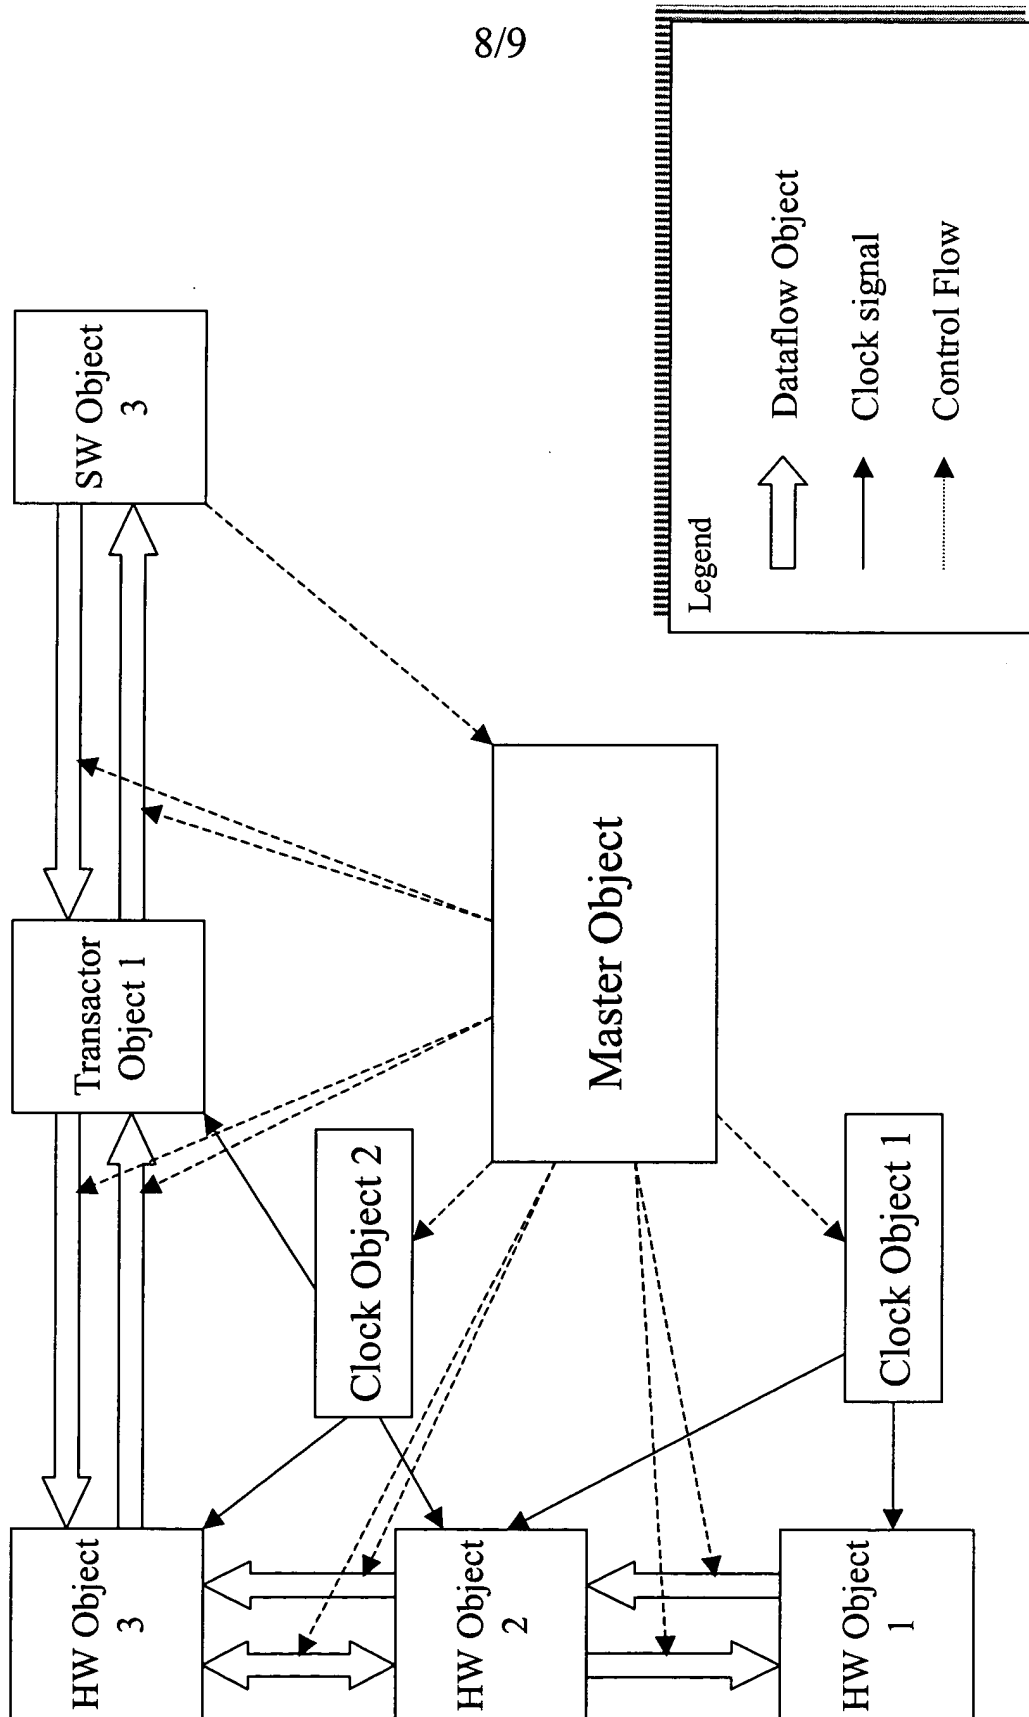 8/9
SW Object
3
Transactor
Object 1
HW Object
3
Clock Object 2
HW Object
2
Master Object
Clock Object 1
HW Object
1
Legend
Dataflow Object
Clock signal
Control Flow